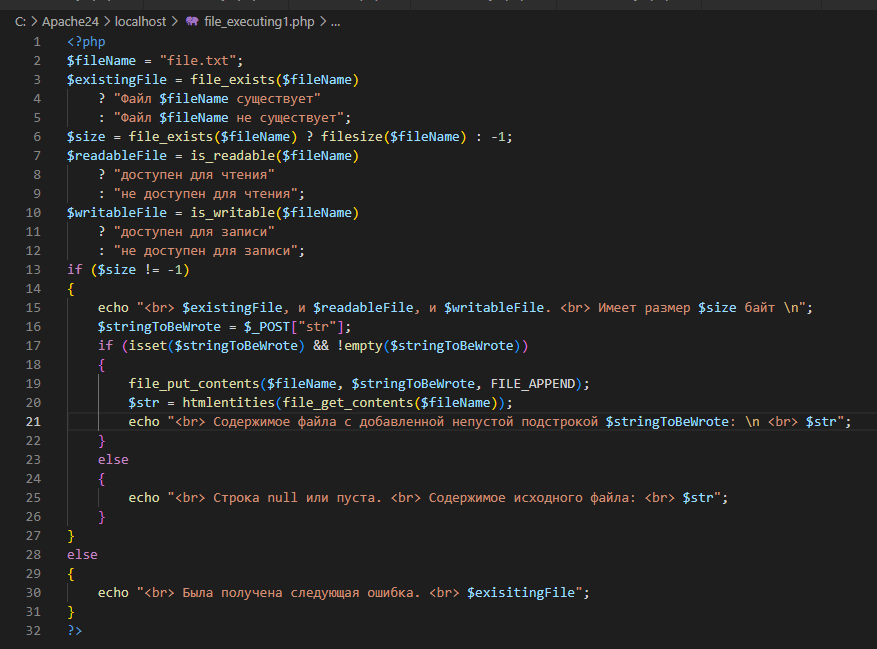 C: > Apache24 > localhost > file_executing1.php > ...
1 <?php
2 $fileName = "file.txt";
3 $existingFile = file_exists($fileName)
4 ? "Файл $fileName существует"
5 : "Файл $fileName не существует";
6 $size = file_exists($fileName) ? filesize($fileName) : -1;
7 $readableFile = is_readable($fileName)
8 ? "доступен для чтения"
9 : "не доступен для чтения";
10 $writableFile = is_writable($fileName)
11 ? "доступен для записи"
12 : "не доступен для записи";
13 if ($size != -1)
14 {
15 echo "<br> $existingFile, и $readableFile, и $writableFile. <br> Имеет размер $size байт \n";
16 $stringToBeWrote = $_POST["str"];
17 if (isset($stringToBeWrote) && !empty($stringToBeWrote))
18 {
19 file_put_contents($fileName, $stringToBeWrote, FILE_APPEND);
20 $str = htmlentities(file_get_contents($fileName));
21 echo "<br> Содержимое файла с добавленной непустой подстрокой $stringToBeWrote: \n <br> $str";
22 }
23 else
24 {
25 echo "<br> Строка null или пуста. <br> Содержимое исходного файла: <br> $str";
26 }
27 }
28 else
29 {
30 echo "<br> Была получена следующая ошибка. <br> $exisitingFile";
31 }
32 ?>